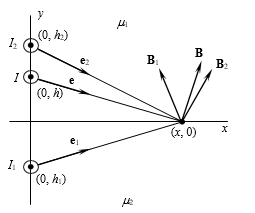 y
μ₁
I₂ (0, h₂) e₂ B₁ B B₂
I (0, h) e
x
(x, 0)
I₁ e₁
(0, h₁)
μ₂